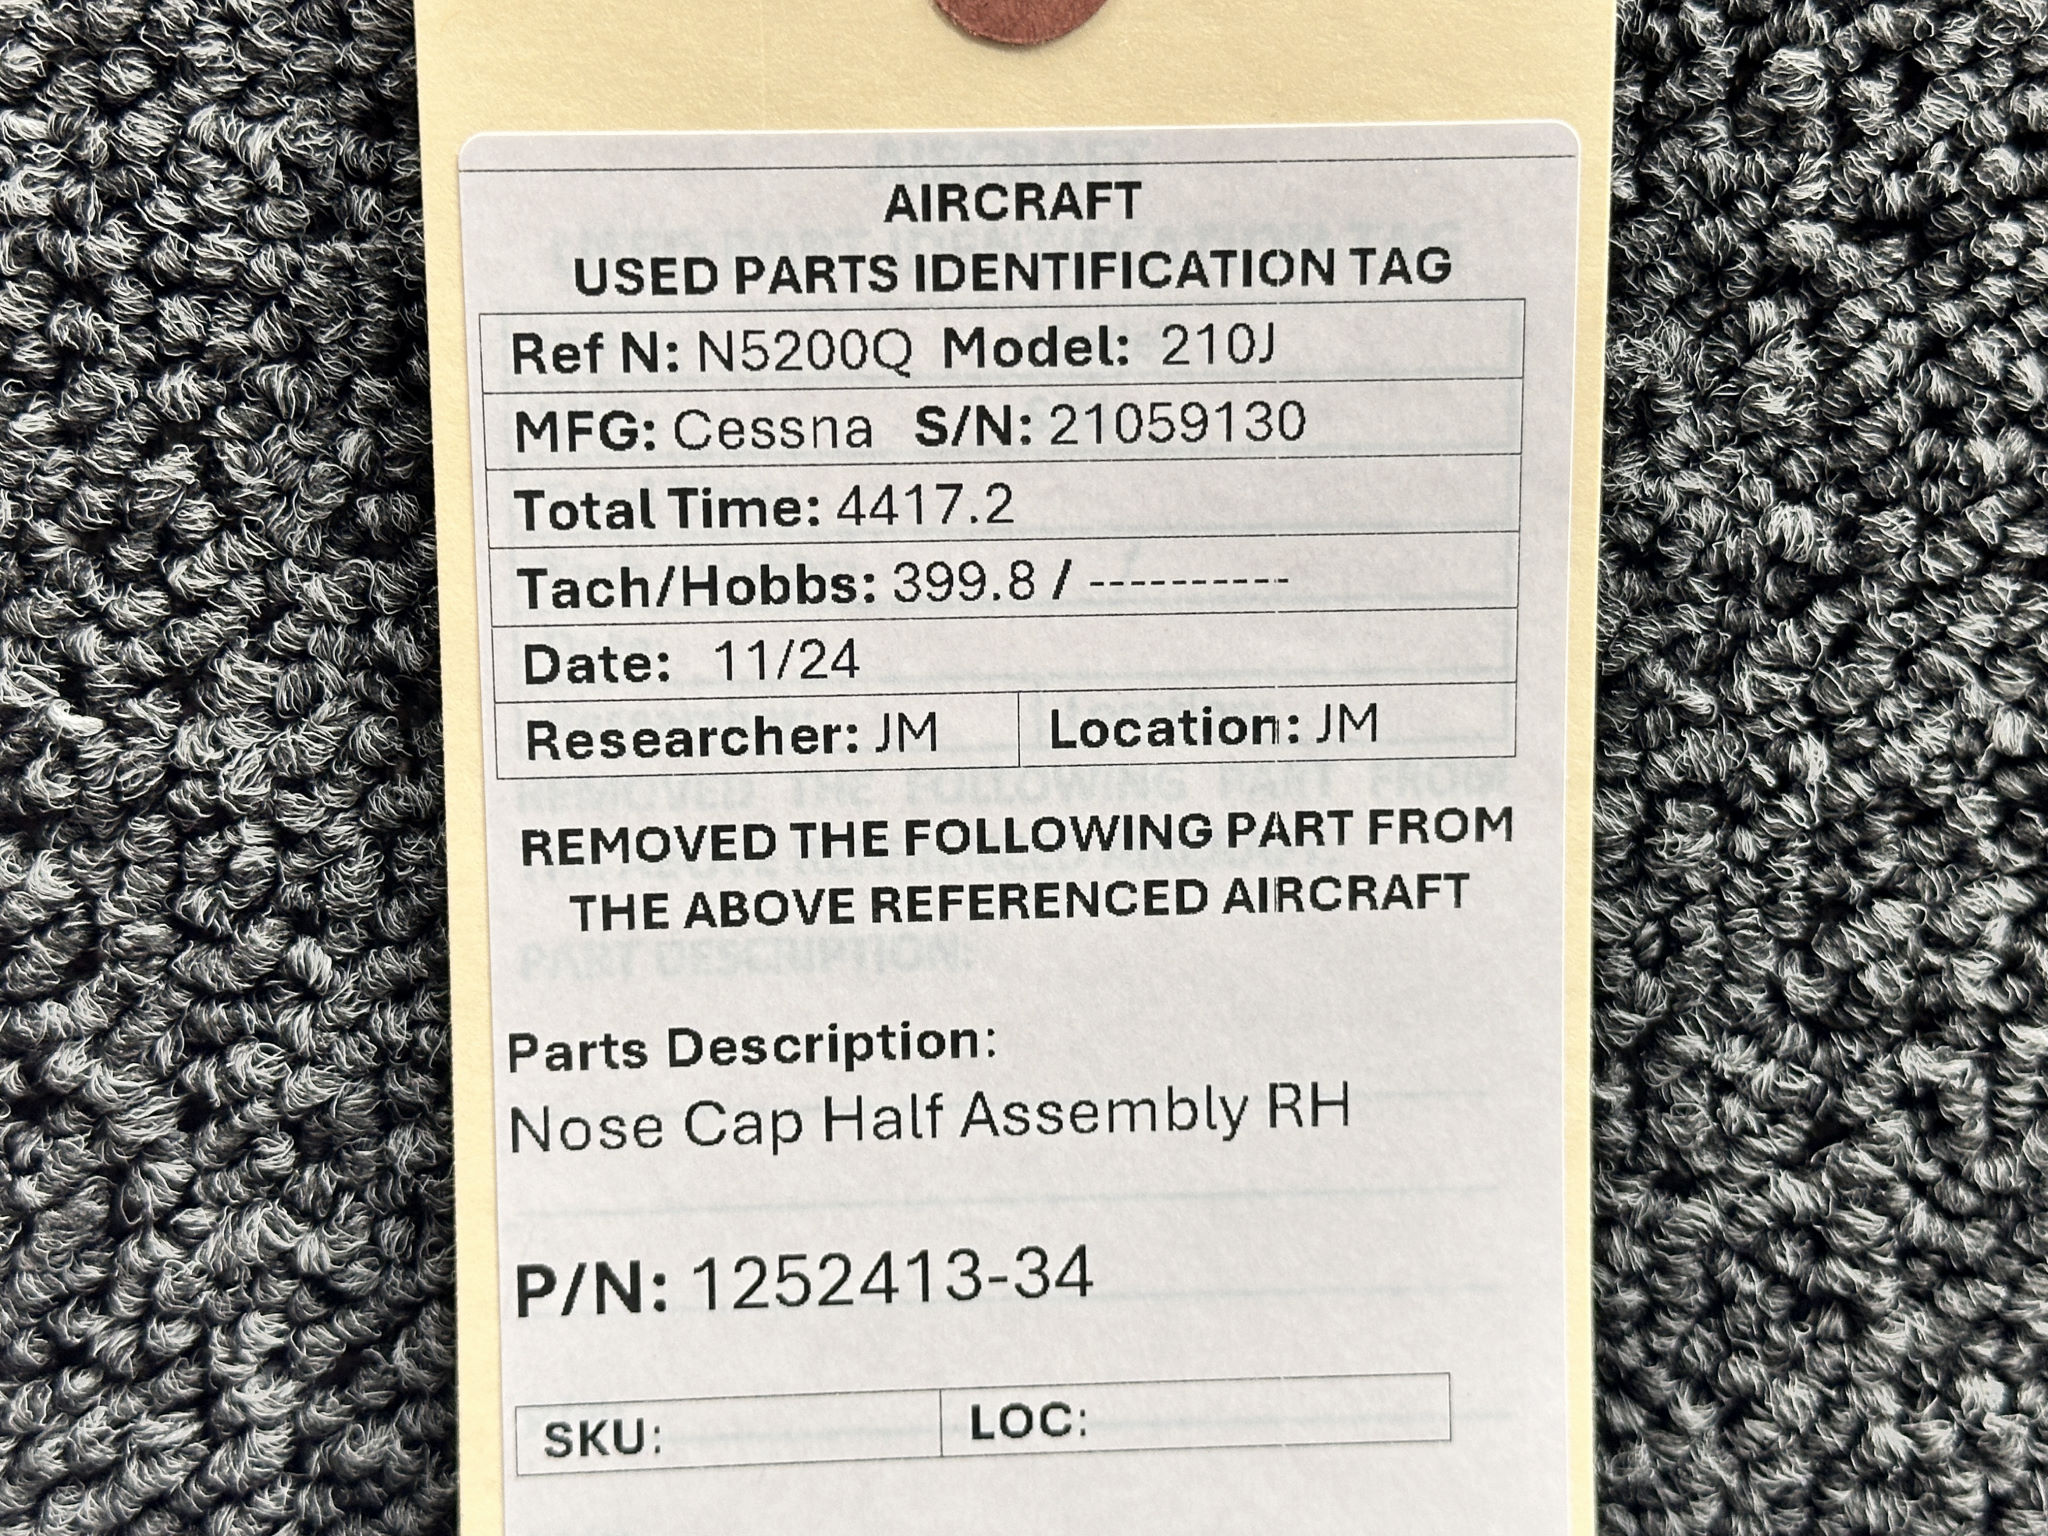 AIRCRAFT
USED PARTS IDENTIFICATION TAG
Ref N: N5200Q Model: 210J
MFG: Cessna S/N: 21059130
Total Time: 4417.2
Tach/Hobbs: 399.8 / ----------
Date: 11/24
Researcher: JM Location: JM
REMOVED THE FOLLOWING PART FROM
THE ABOVE REFERENCED AIRCRAFT
Parts Description:
Nose Cap Half Assembly RH
P/N: 1252413-34
SKU: LOC: